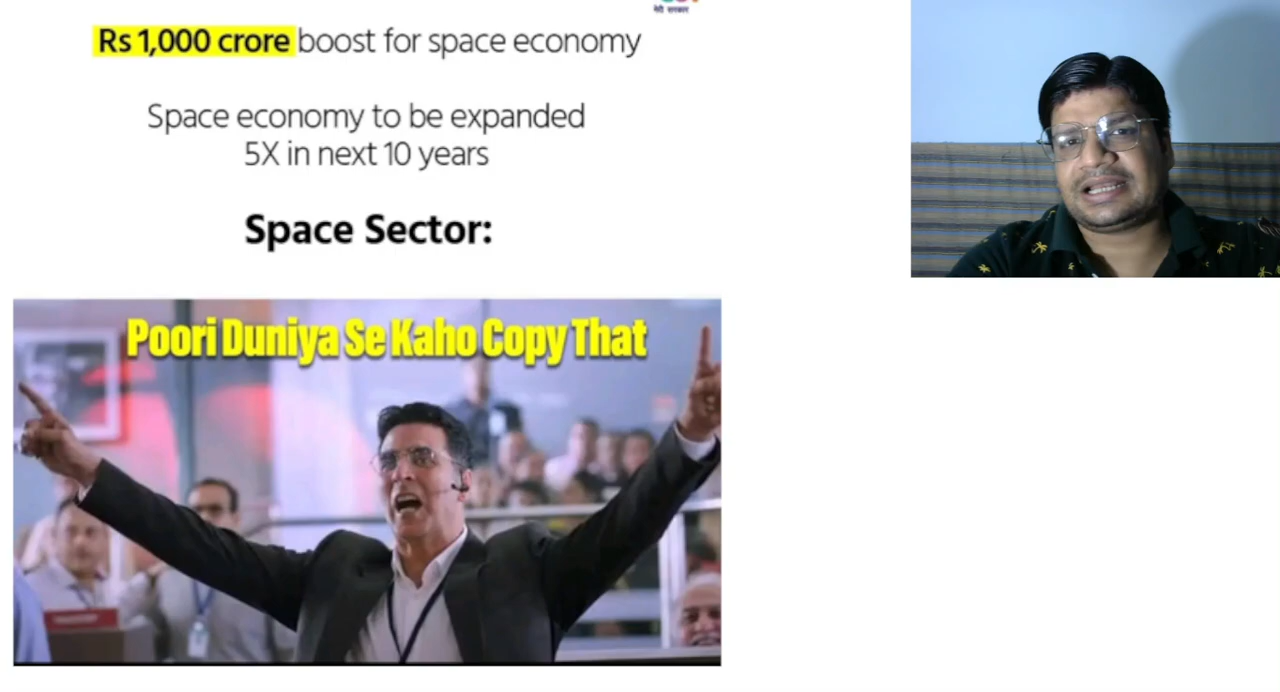 मेरी सरकार
Rs 1,000 crore boost for space economy
Space economy to be expanded
5X in next 10 years
Space Sector:
Poori Duniya Se Kaho Copy That